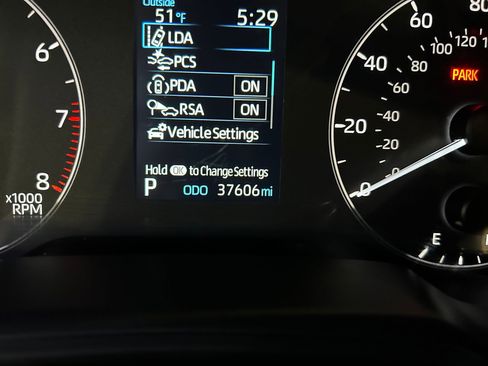 Outside
51°F 5:29
LDA
PCS
PDA ON
RSA ON
Vehicle Settings
Hold OK to Change Settings
P ODO 37606 mi
6
7
8
x1000
RPM
80
60
40
20
0
120
100
80
60
40
20
0
PARK
E